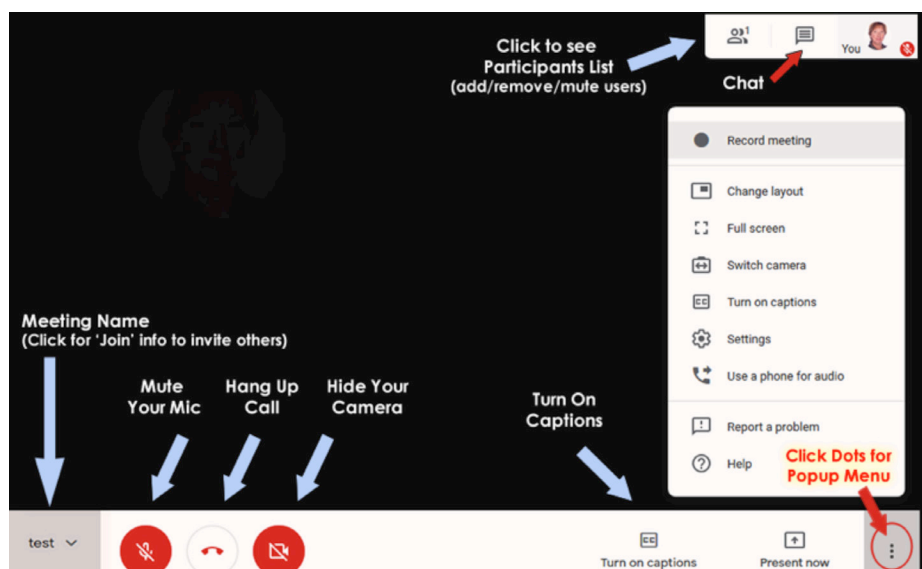 Click to see
Participants List
(add/remove/mute users)
1
You
Chat
Record meeting
Change layout
Full screen
Switch camera
CC
Turn on captions
Settings
Use a phone for audio
Report a problem
Help
Click Dots for
Popup Menu
Meeting Name
(Click for 'Join' info to invite others)
Mute
Your Mic
Hang Up
Call
Hide Your
Camera
Turn On
Captions
test
CC
Turn on captions
Present now